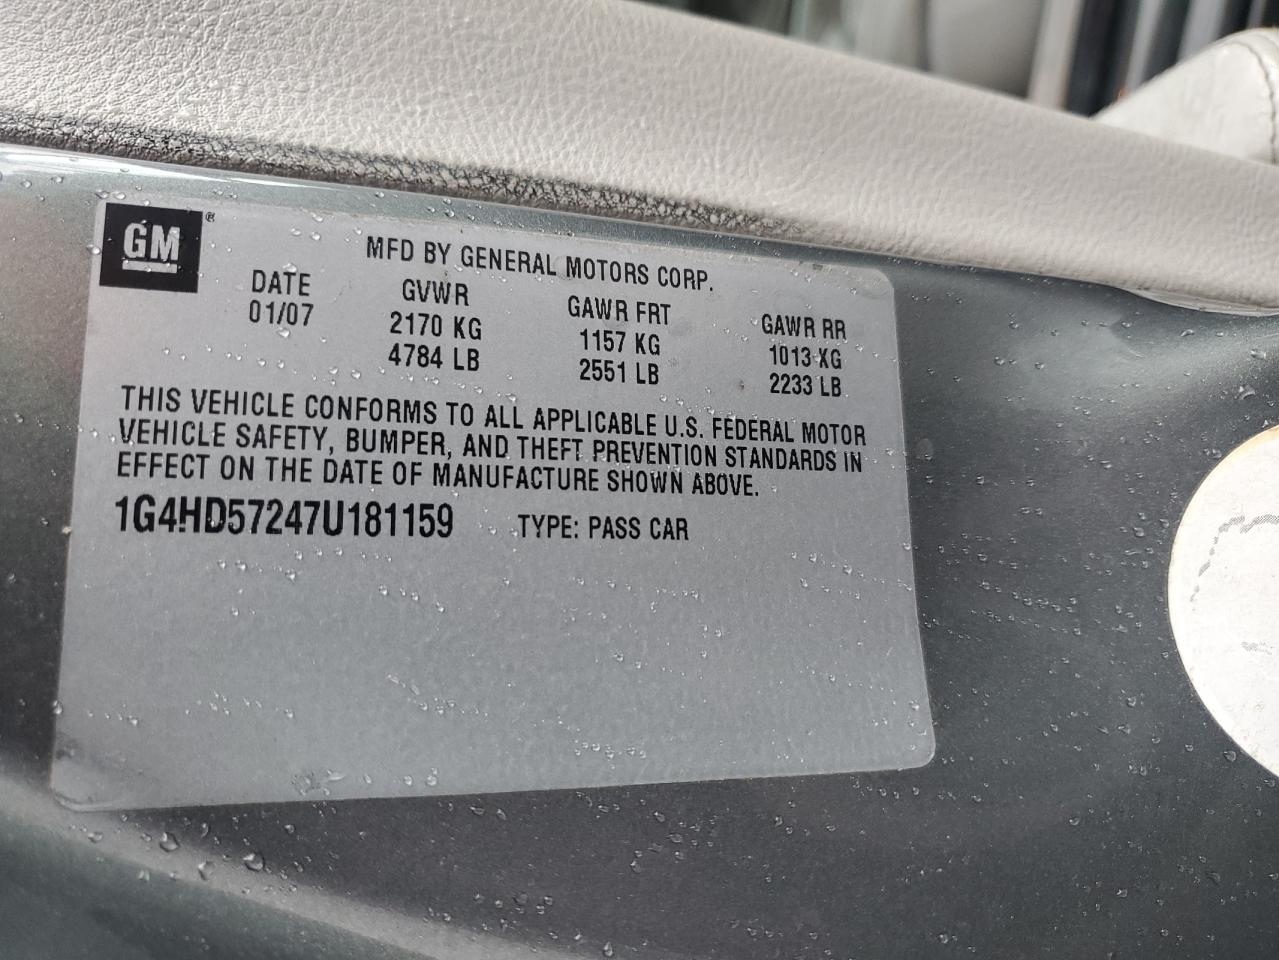 GM®
MFD BY GENERAL MOTORS CORP.
DATE GVWR GAWR FRT GAWR RR
01/07 2170 KG 1157 KG 1013 KG
4784 LB 2551 LB 2233 LB
THIS VEHICLE CONFORMS TO ALL APPLICABLE U.S. FEDERAL MOTOR
VEHICLE SAFETY, BUMPER, AND THEFT PREVENTION STANDARDS IN
EFFECT ON THE DATE OF MANUFACTURE SHOWN ABOVE.
1G4HD57247U181159 TYPE: PASS CAR